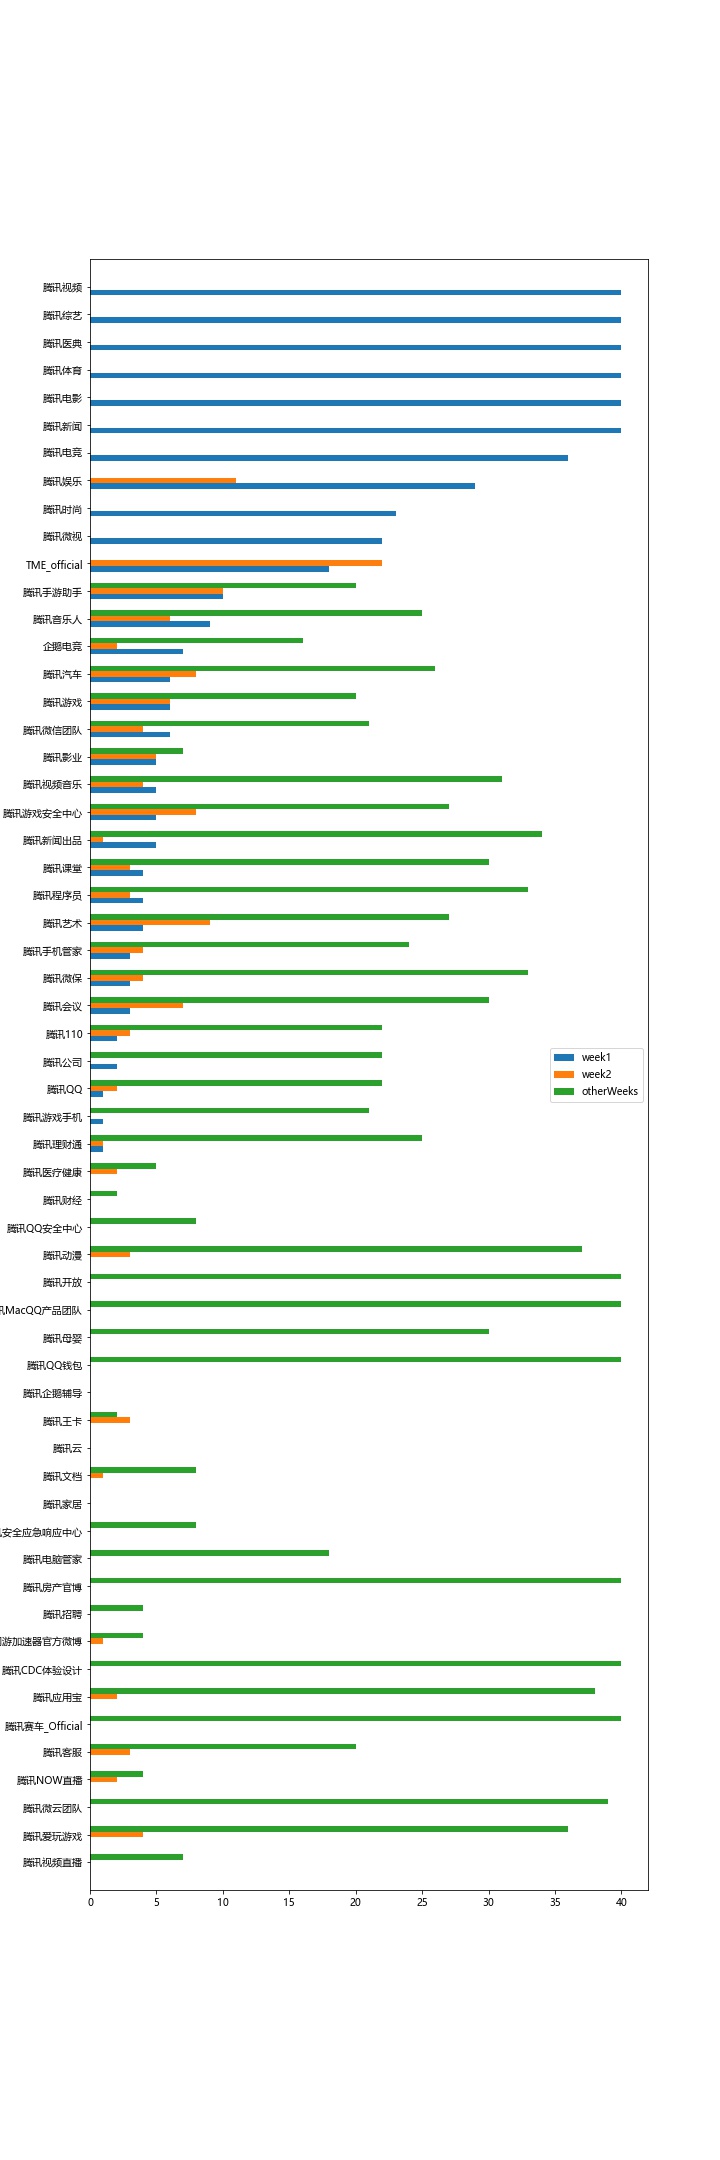 腾讯视频
腾讯综艺
腾讯医典
腾讯体育
腾讯电影
腾讯新闻
腾讯电竞
腾讯娱乐
腾讯时尚
腾讯微视
TME_official
腾讯手游助手
腾讯音乐人
企鹅电竞
腾讯汽车
腾讯游戏
腾讯微信团队
腾讯影业
腾讯视频音乐
腾讯游戏安全中心
腾讯新闻出品
腾讯课堂
腾讯程序员
腾讯艺术
腾讯手机管家
腾讯微保
腾讯会议
腾讯110
腾讯公司
腾讯QQ
腾讯游戏手机
腾讯理财通
腾讯医疗健康
腾讯财经
腾讯QQ安全中心
腾讯动漫
腾讯开放
讯MacQQ产品团队
腾讯母婴
腾讯QQ钱包
腾讯企鹅辅导
腾讯王卡
腾讯云
腾讯文档
腾讯家居
安全应急响应中心
腾讯电脑管家
腾讯房产官博
腾讯招聘
游加速器官方微博
腾讯CDC体验设计
腾讯应用宝
腾讯赛车_Official
腾讯客服
腾讯NOW直播
腾讯微云团队
腾讯爱玩游戏
腾讯视频直播
0 5 10 15 20 25 30 35 40
week1
week2
otherWeeks